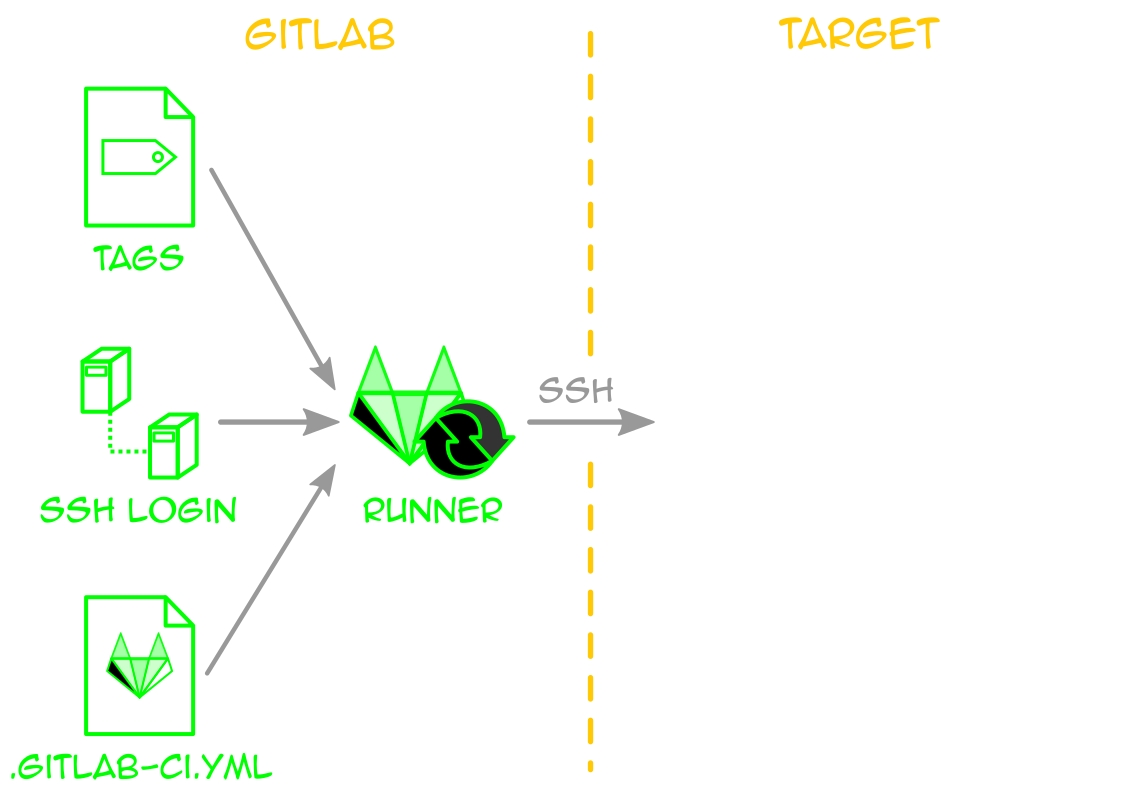 GITLAB
TARGET
TAGS
SSH
SSH LOGIN
RUNNER
.GITLAB-CI.YML